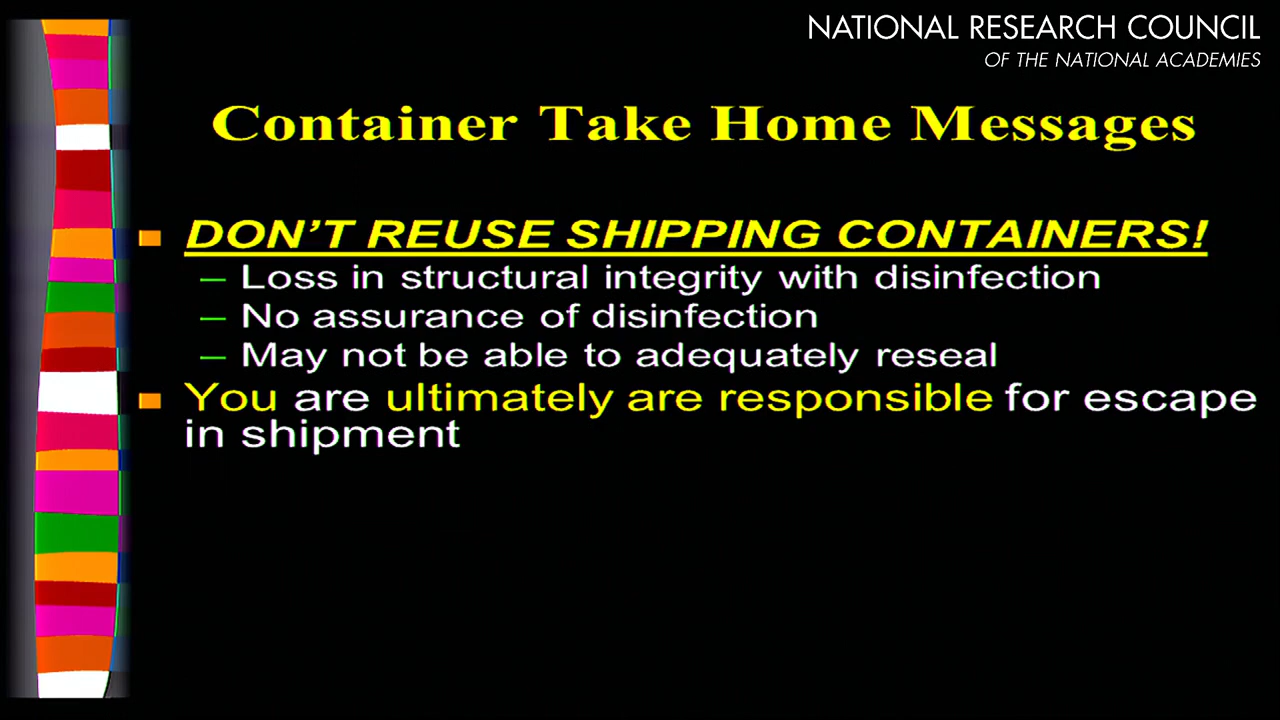 NATIONAL RESEARCH COUNCIL
OF THE NATIONAL ACADEMIES
Container Take Home Messages
DON'T REUSE SHIPPING CONTAINERS!
– Loss in structural integrity with disinfection
– No assurance of disinfection
– May not be able to adequately reseal
You are ultimately are responsible for escape
in shipment